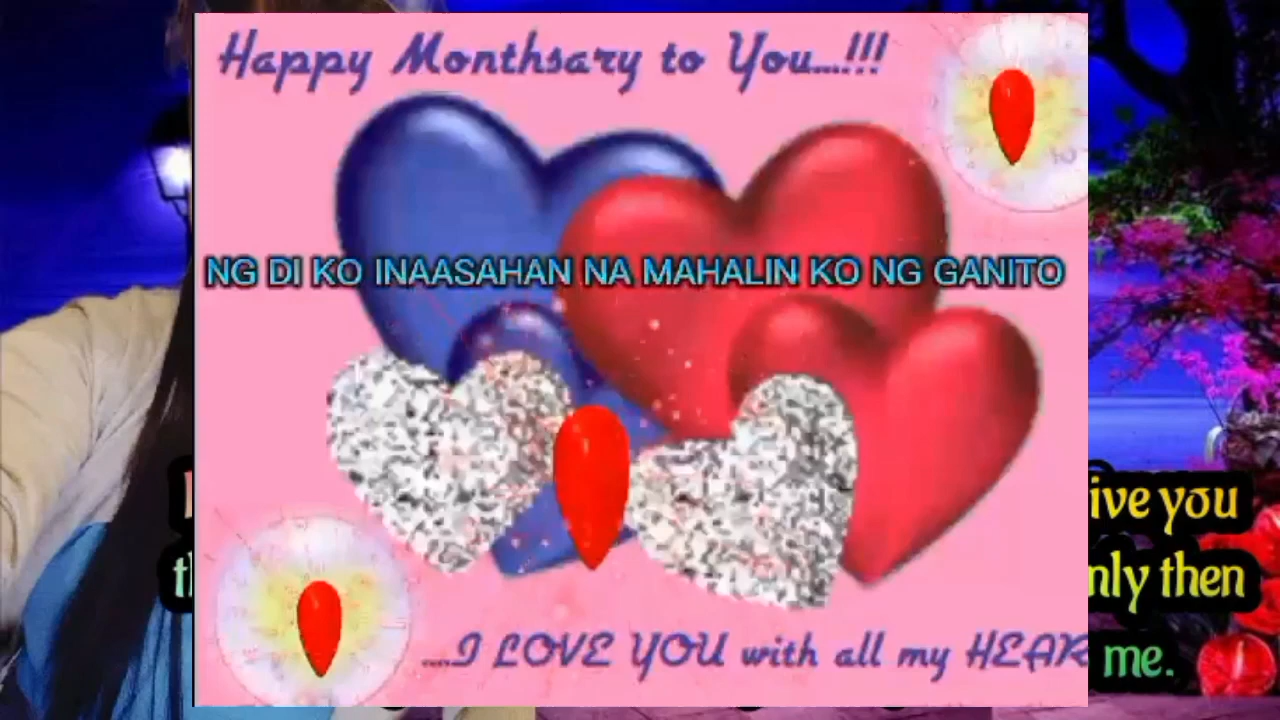 Happy Monthsary to You....!!!
NG DI KO INAASAHAN NA MAHALIN KO NG GANITO
ive you
nly then
....I LOVE YOU with all my HEAR
me.